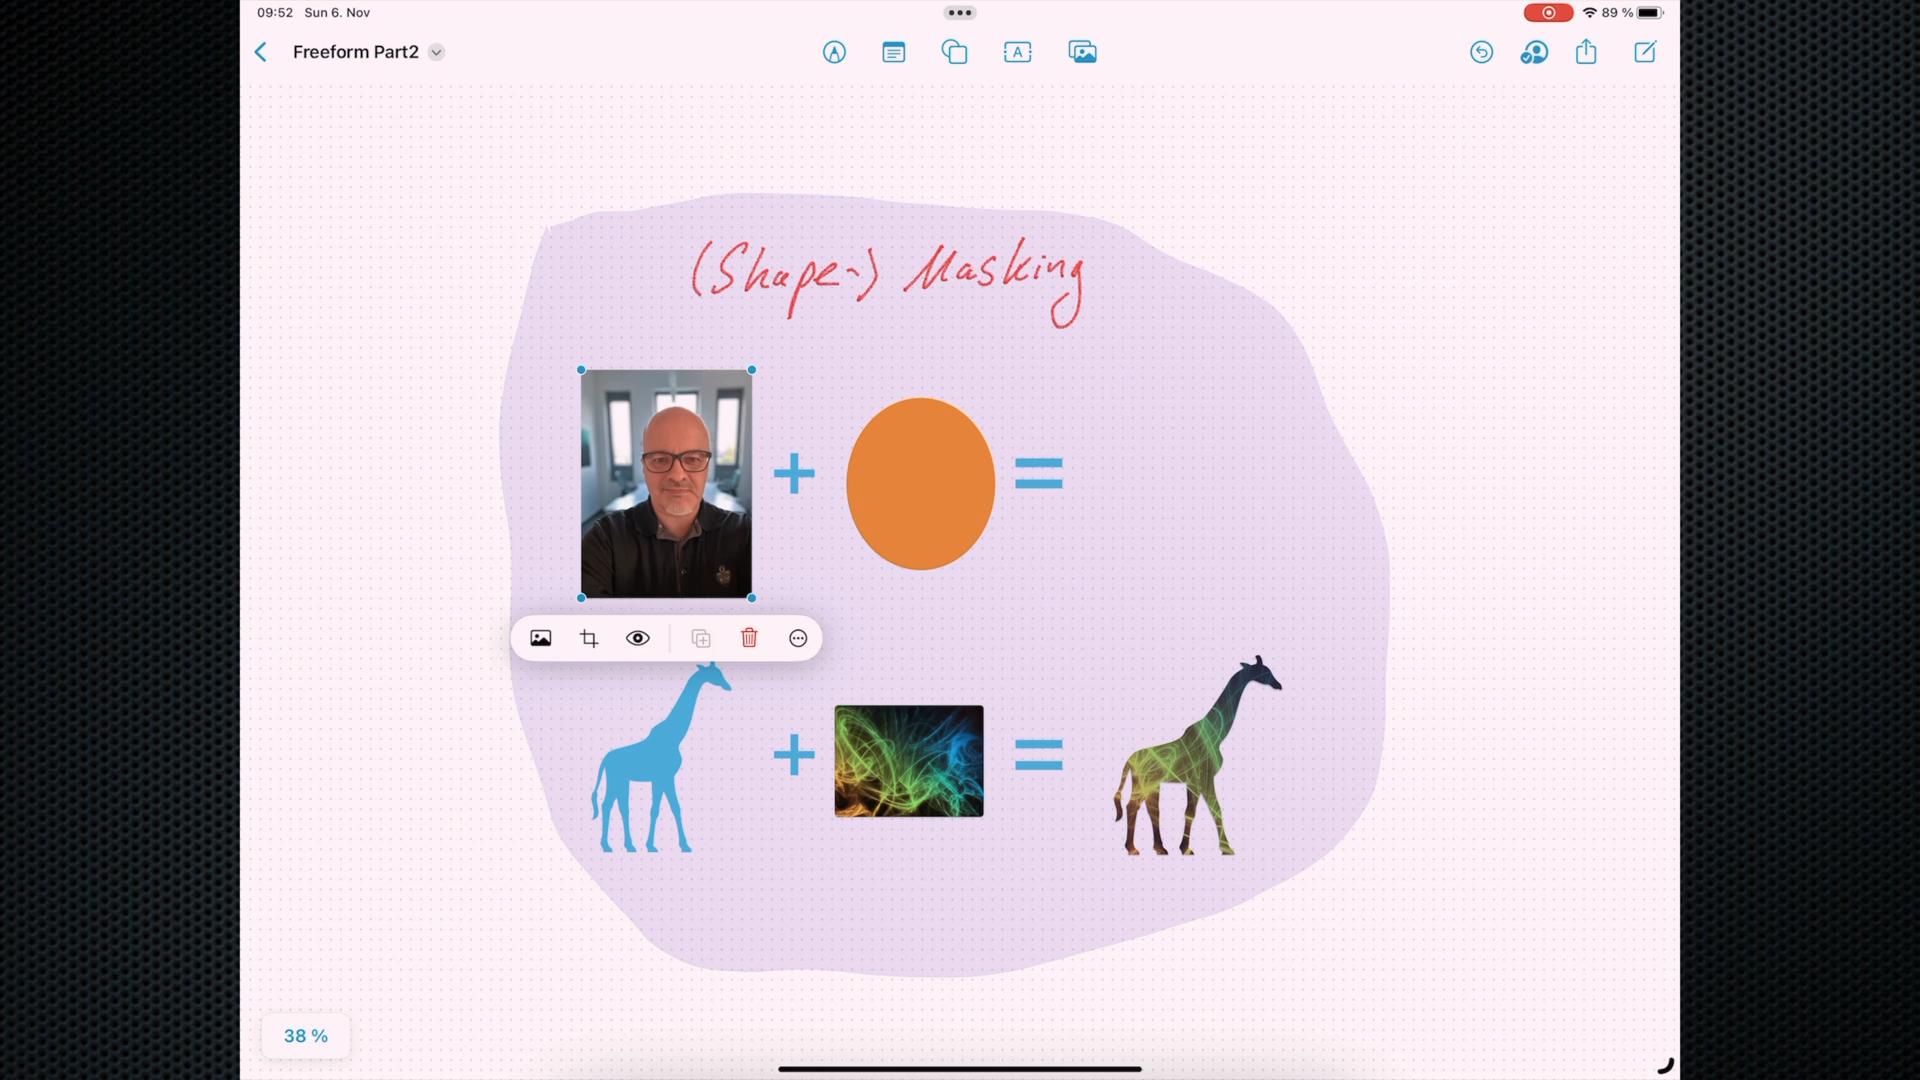 09:52 Sun 6. Nov
89 %
Freeform Part2
A
(Shape-) Masking
+ =
+ =
38 %